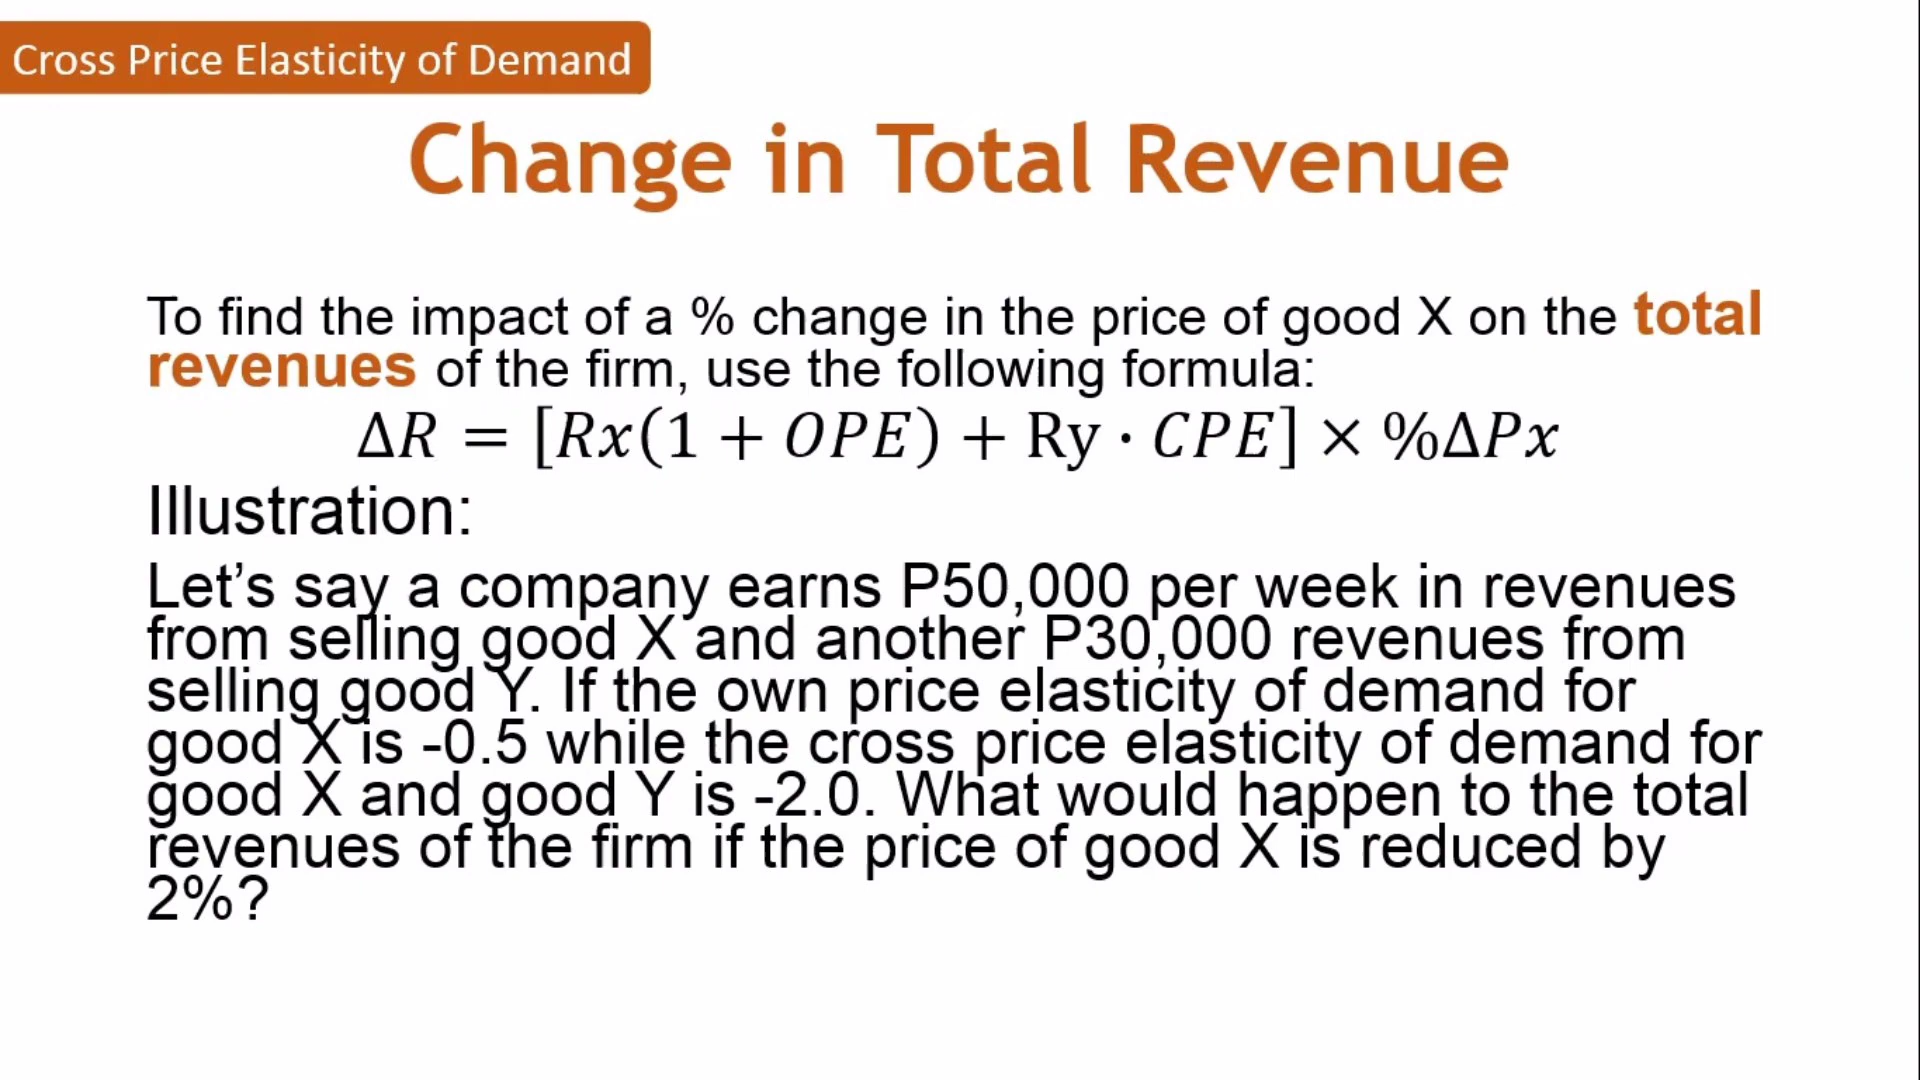 Cross Price Elasticity of Demand
Change in Total Revenue
To find the impact of a % change in the price of good X on the total
revenues of the firm, use the following formula:
ΔR = [Rx(1 + OPE) + Ry · CPE] × %ΔPx
Illustration:
Let’s say a company earns P50,000 per week in revenues
from selling good X and another P30,000 revenues from
selling good Y. If the own price elasticity of demand for
good X is -0.5 while the cross price elasticity of demand for
good X and good Y is -2.0. What would happen to the total
revenues of the firm if the price of good X is reduced by
2%?